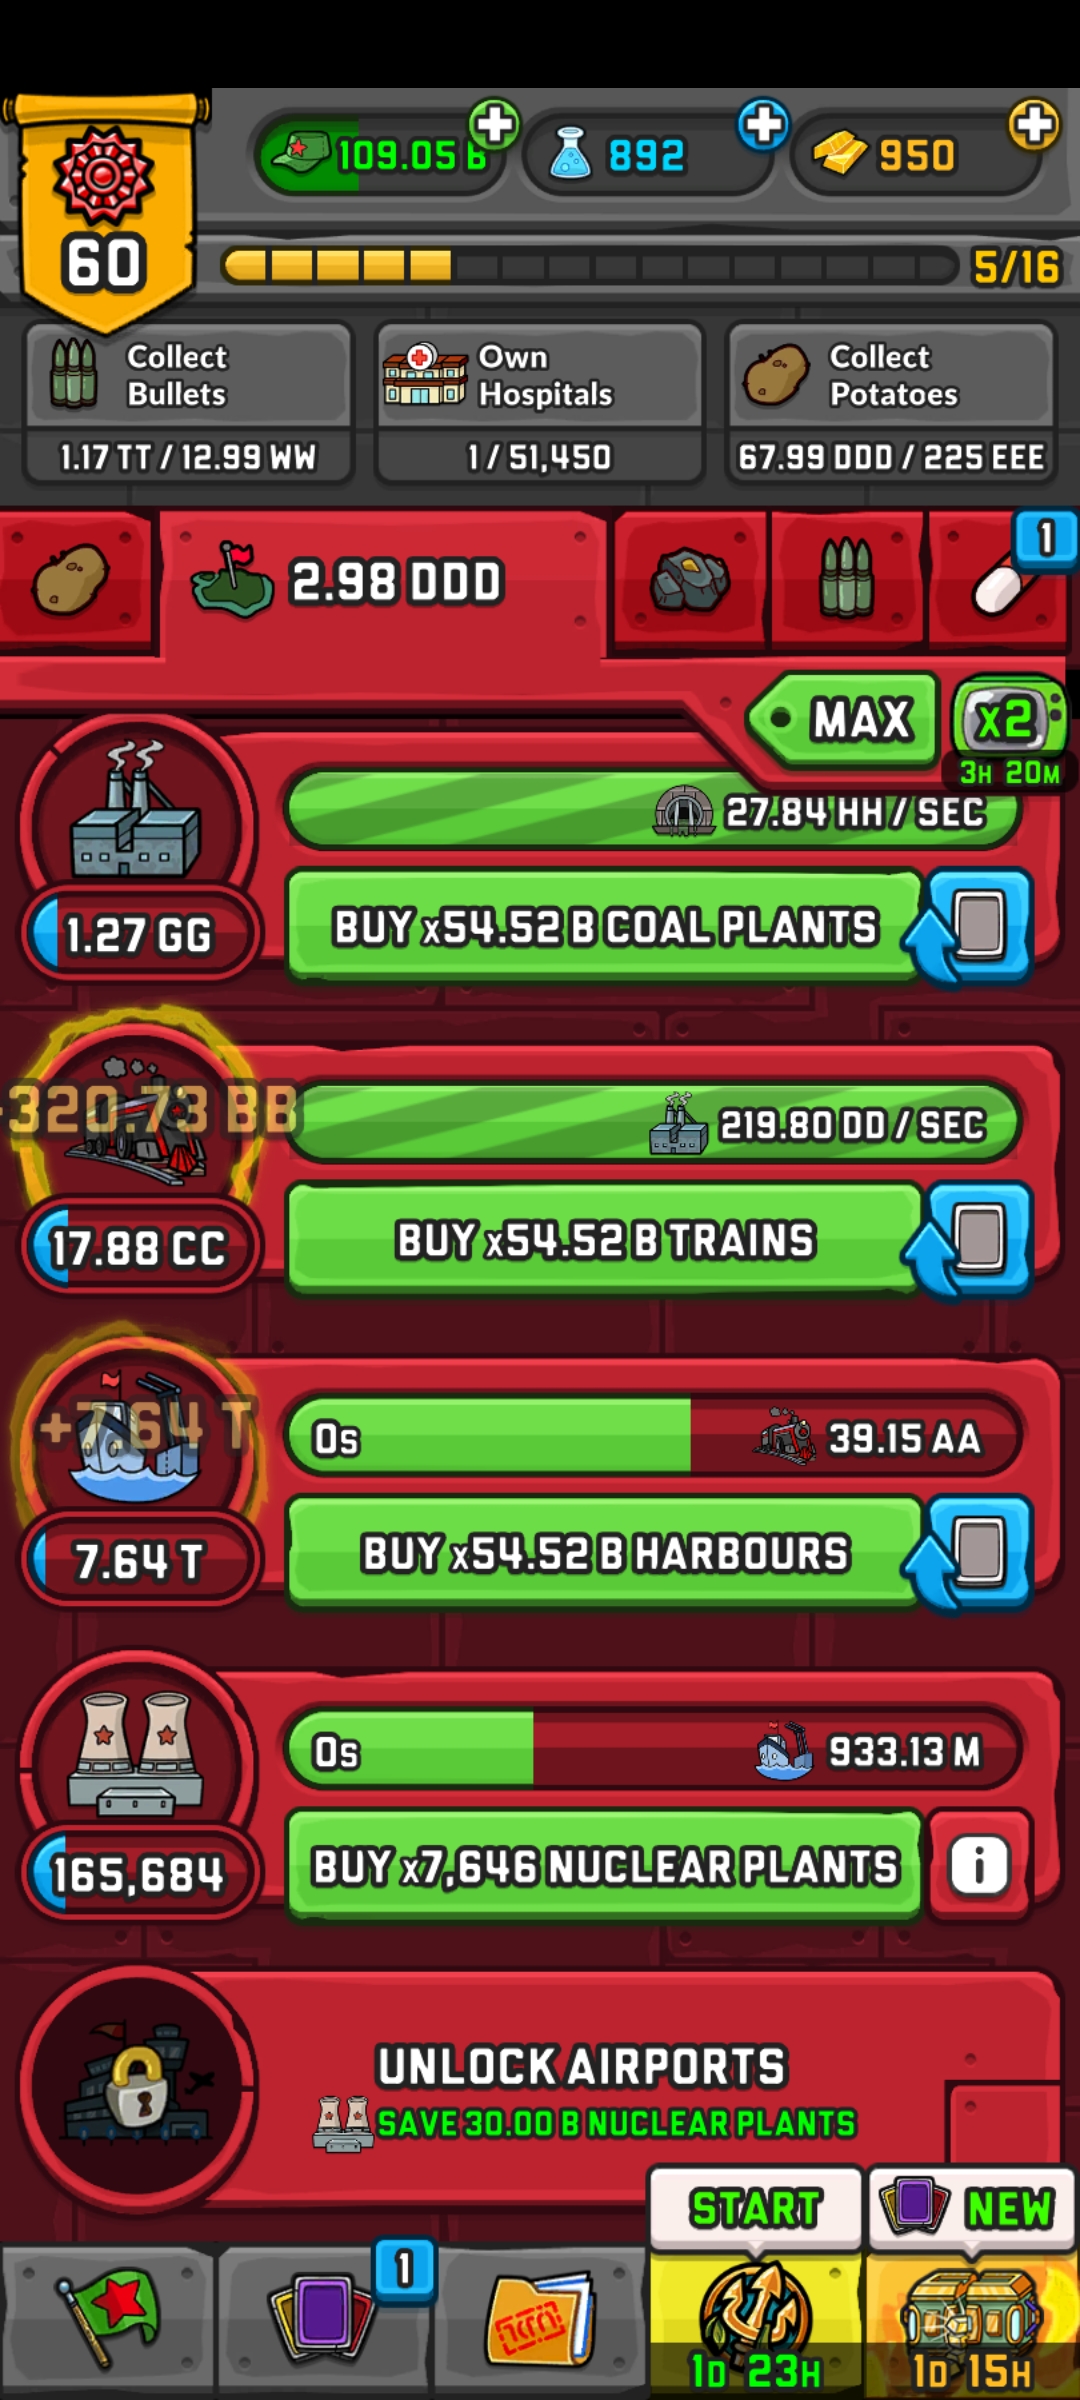 60
109.05 B
892
950
5/16
Collect
Bullets
1.17 TT / 12.99 WW
Own
Hospitals
1 / 51,450
Collect
Potatoes
67.99 DDD / 225 EEE
2.98 DDD
1
MAX
x2
3H 20M
27.84 HH / SEC
1.27 GG
BUY x54.52 B COAL PLANTS
320.73 BB
219.80 DD / SEC
17.88 CC
BUY x54.52 B TRAINS
+7.64 T
0s
39.15 AA
7.64 T
BUY x54.52 B HARBOURS
0s
933.13 M
165,684
BUY x7,646 NUCLEAR PLANTS
i
UNLOCK AIRPORTS
SAVE 30.00 B NUCLEAR PLANTS
START
NEW
1
1D 23H
1D 15H